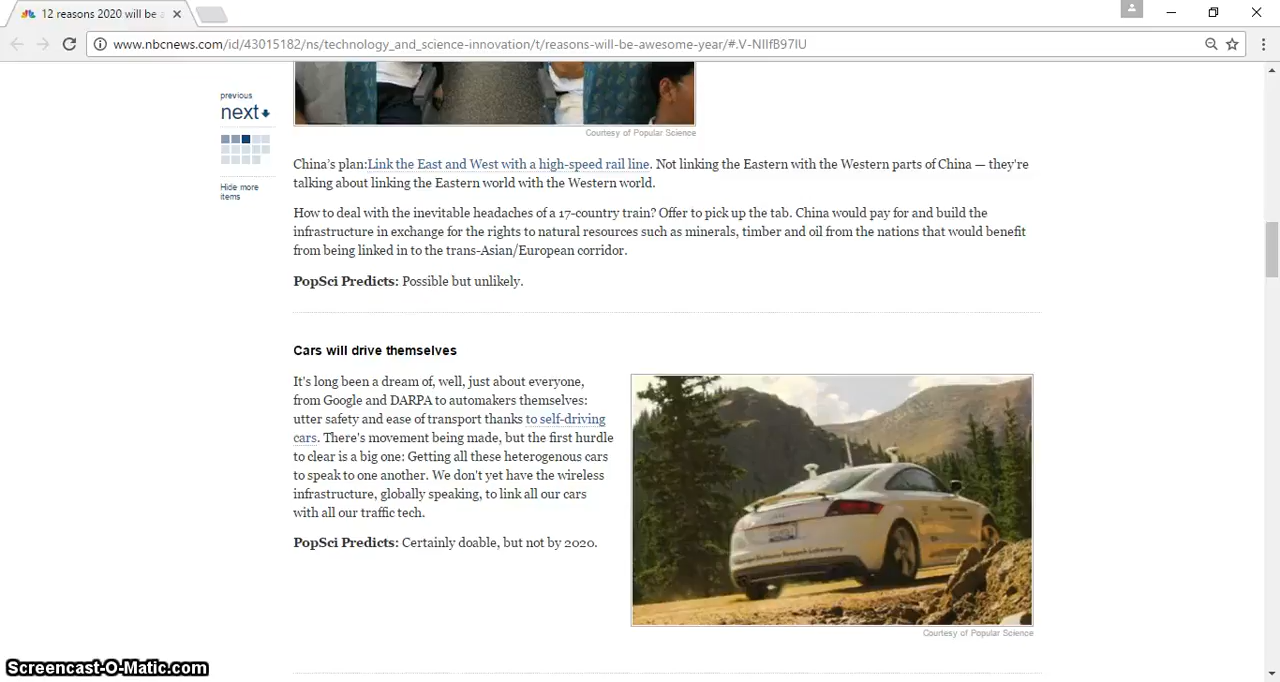 12 reasons 2020 will be a
www.nbcnews.com/id/43015182/ns/technology_and_science-innovation/t/reasons-will-be-awesome-year/#.V-NIIfB97IU
previous
next
Hide more
items
Courtesy of Popular Science
China's plan:Link the East and West with a high-speed rail line. Not linking the Eastern with the Western parts of China — they're
talking about linking the Eastern world with the Western world.
How to deal with the inevitable headaches of a 17-country train? Offer to pick up the tab. China would pay for and build the
infrastructure in exchange for the rights to natural resources such as minerals, timber and oil from the nations that would benefit
from being linked in to the trans-Asian/European corridor.
PopSci Predicts: Possible but unlikely.
Cars will drive themselves
It's long been a dream of, well, just about everyone,
from Google and DARPA to automakers themselves:
utter safety and ease of transport thanks to self-driving
cars. There's movement being made, but the first hurdle
to clear is a big one: Getting all these heterogenous cars
to speak to one another. We don't yet have the wireless
infrastructure, globally speaking, to link all our cars
with all our traffic tech.
PopSci Predicts: Certainly doable, but not by 2020.
Courtesy of Popular Science
Screencast-O-Matic.com